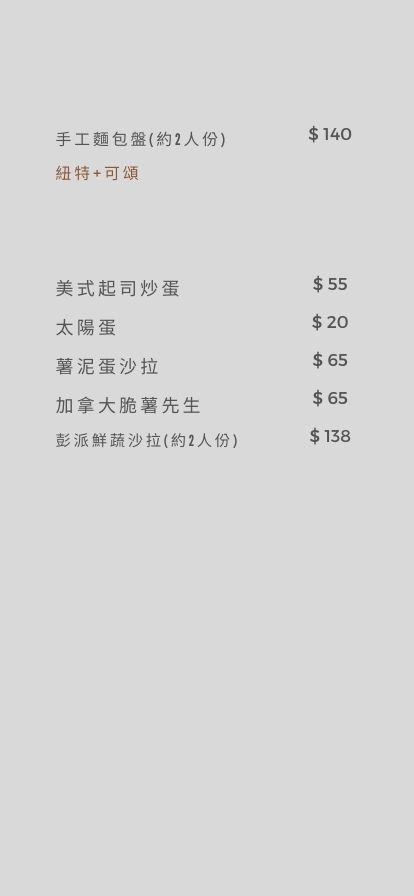 手工麵包盤(約2人份) $ 140
紐特+可頌
美式起司炒蛋 $ 55
太陽蛋 $ 20
薯泥蛋沙拉 $ 65
加拿大脆薯先生 $ 65
彭派鮮蔬沙拉(約2人份) $ 138